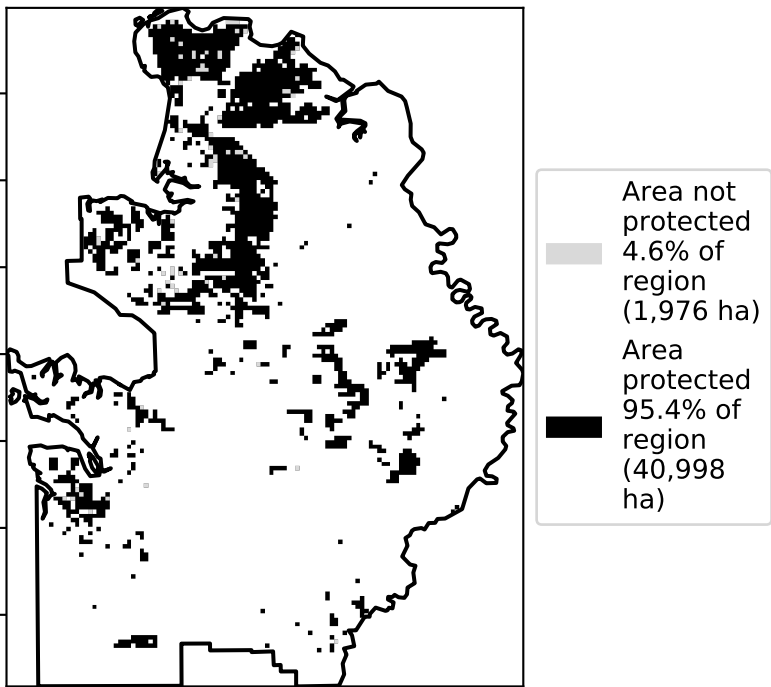 Area not
protected
4.6% of
region
(1,976 ha)
Area
protected
95.4% of
region
(40,998
ha)